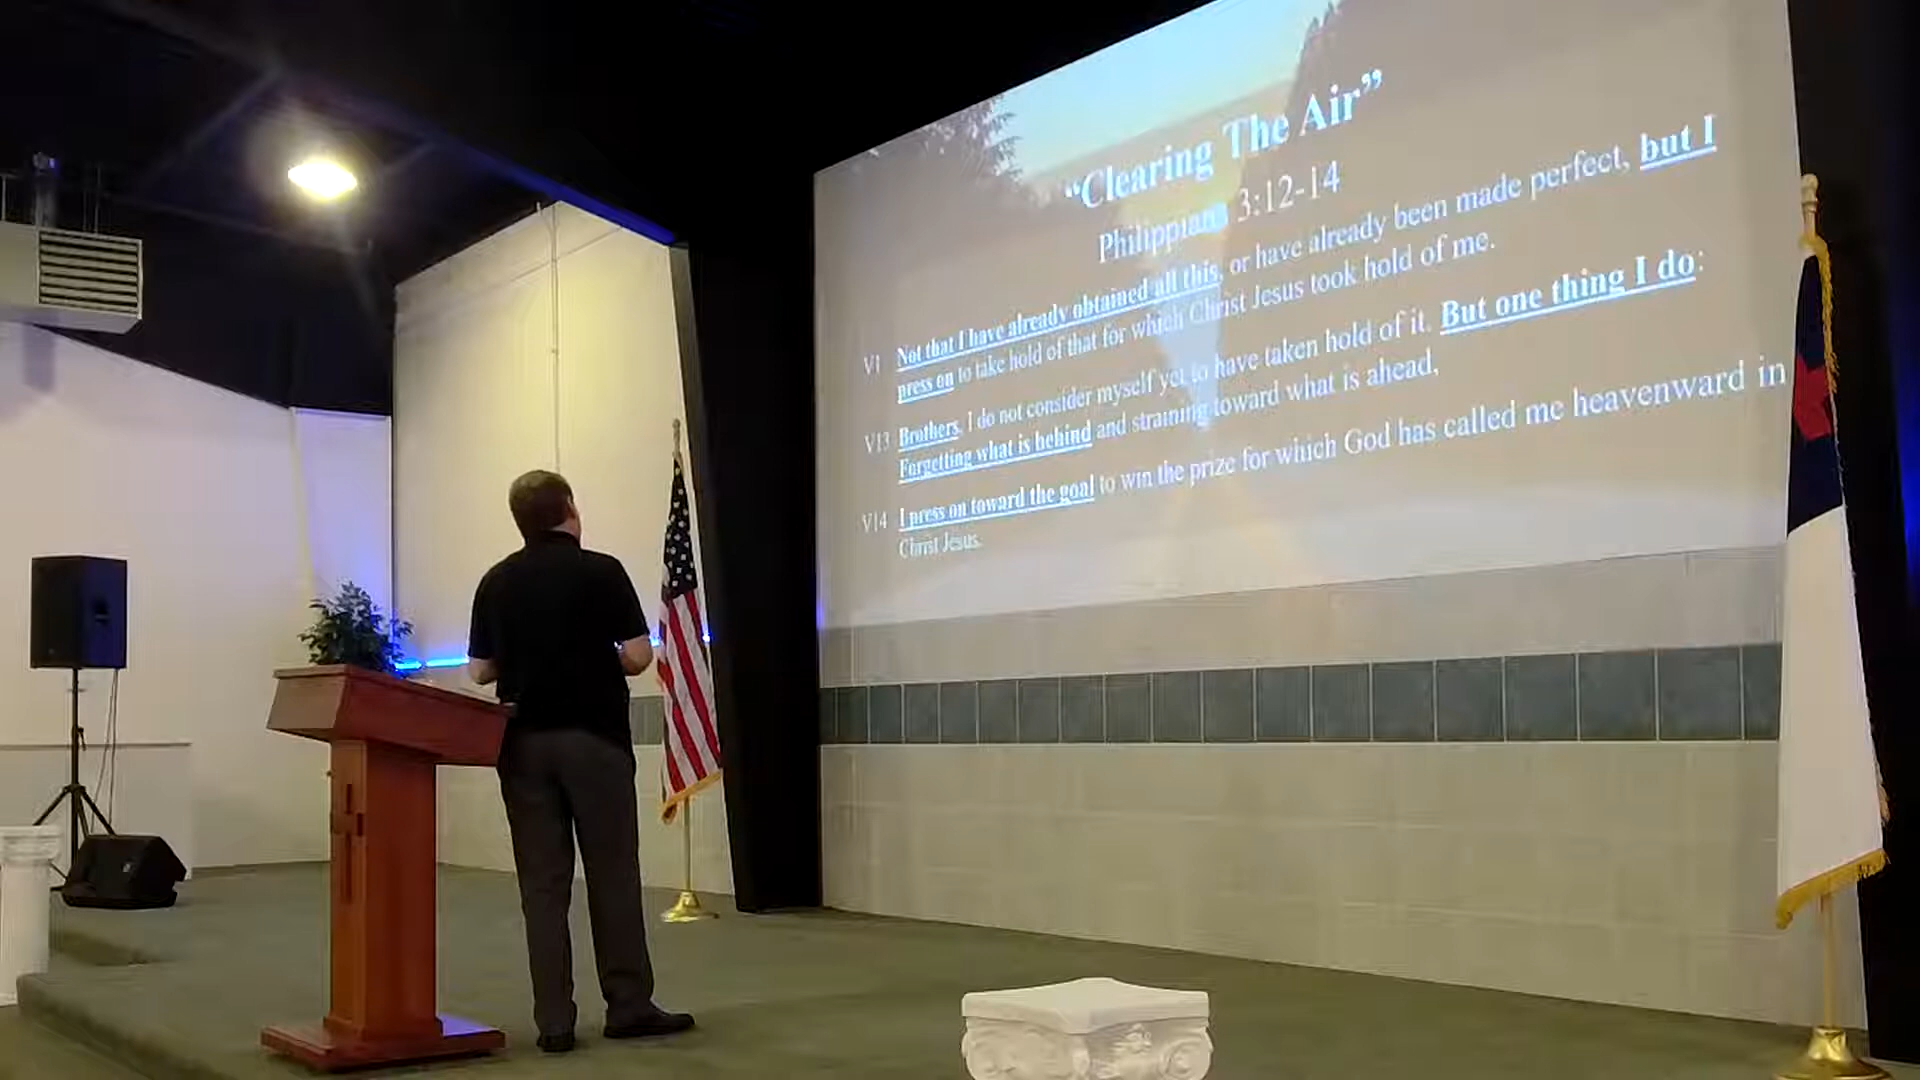 “Clearing The Air”
Philippians 3:12-14
V1 Not that I have already obtained all this, or have already been made perfect, but I
press on to take hold of that for which Christ Jesus took hold of me.
V13 Brothers, I do not consider myself yet to have taken hold of it. But one thing I do:
Forgetting what is behind and straining toward what is ahead,
V14 I press on toward the goal to win the prize for which God has called me heavenward in
Christ Jesus.